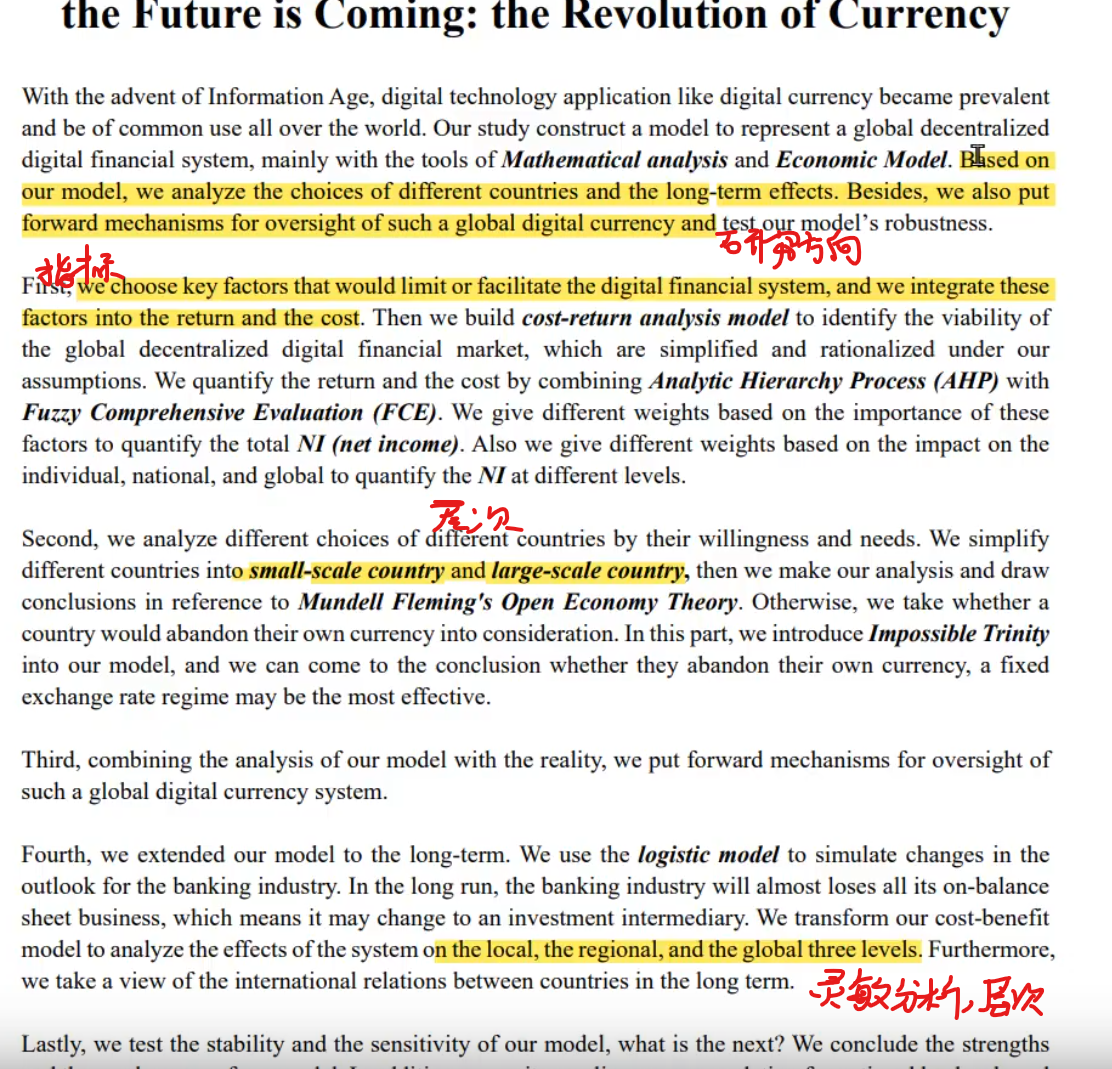 the Future is Coming: the Revolution of Currency
With the advent of Information Age, digital technology application like digital currency became prevalent
and be of common use all over the world. Our study construct a model to represent a global decentralized
digital financial system, mainly with the tools of Mathematical analysis and Economic Model. Based on
our model, we analyze the choices of different countries and the long-term effects. Besides, we also put
forward mechanisms for oversight of such a global digital currency and test our model’s robustness.
研究方向
指标
First, we choose key factors that would limit or facilitate the digital financial system, and we integrate these
factors into the return and the cost. Then we build cost-return analysis model to identify the viability of
the global decentralized digital financial market, which are simplified and rationalized under our
assumptions. We quantify the return and the cost by combining Analytic Hierarchy Process (AHP) with
Fuzzy Comprehensive Evaluation (FCE). We give different weights based on the importance of these
factors to quantify the total NI (net income). Also we give different weights based on the impact on the
individual, national, and global to quantify the NI at different levels.
层次
Second, we analyze different choices of different countries by their willingness and needs. We simplify
different countries into small-scale country and large-scale country, then we make our analysis and draw
conclusions in reference to Mundell Fleming's Open Economy Theory. Otherwise, we take whether a
country would abandon their own currency into consideration. In this part, we introduce Impossible Trinity
into our model, and we can come to the conclusion whether they abandon their own currency, a fixed
exchange rate regime may be the most effective.
Third, combining the analysis of our model with the reality, we put forward mechanisms for oversight of
such a global digital currency system.
Fourth, we extended our model to the long-term. We use the logistic model to simulate changes in the
outlook for the banking industry. In the long run, the banking industry will almost loses all its on-balance
sheet business, which means it may change to an investment intermediary. We transform our cost-benefit
model to analyze the effects of the system on the local, the regional, and the global three levels. Furthermore,
we take a view of the international relations between countries in the long term.
灵敏分析,层次
Lastly, we test the stability and the sensitivity of our model, what is the next? We conclude the strengths